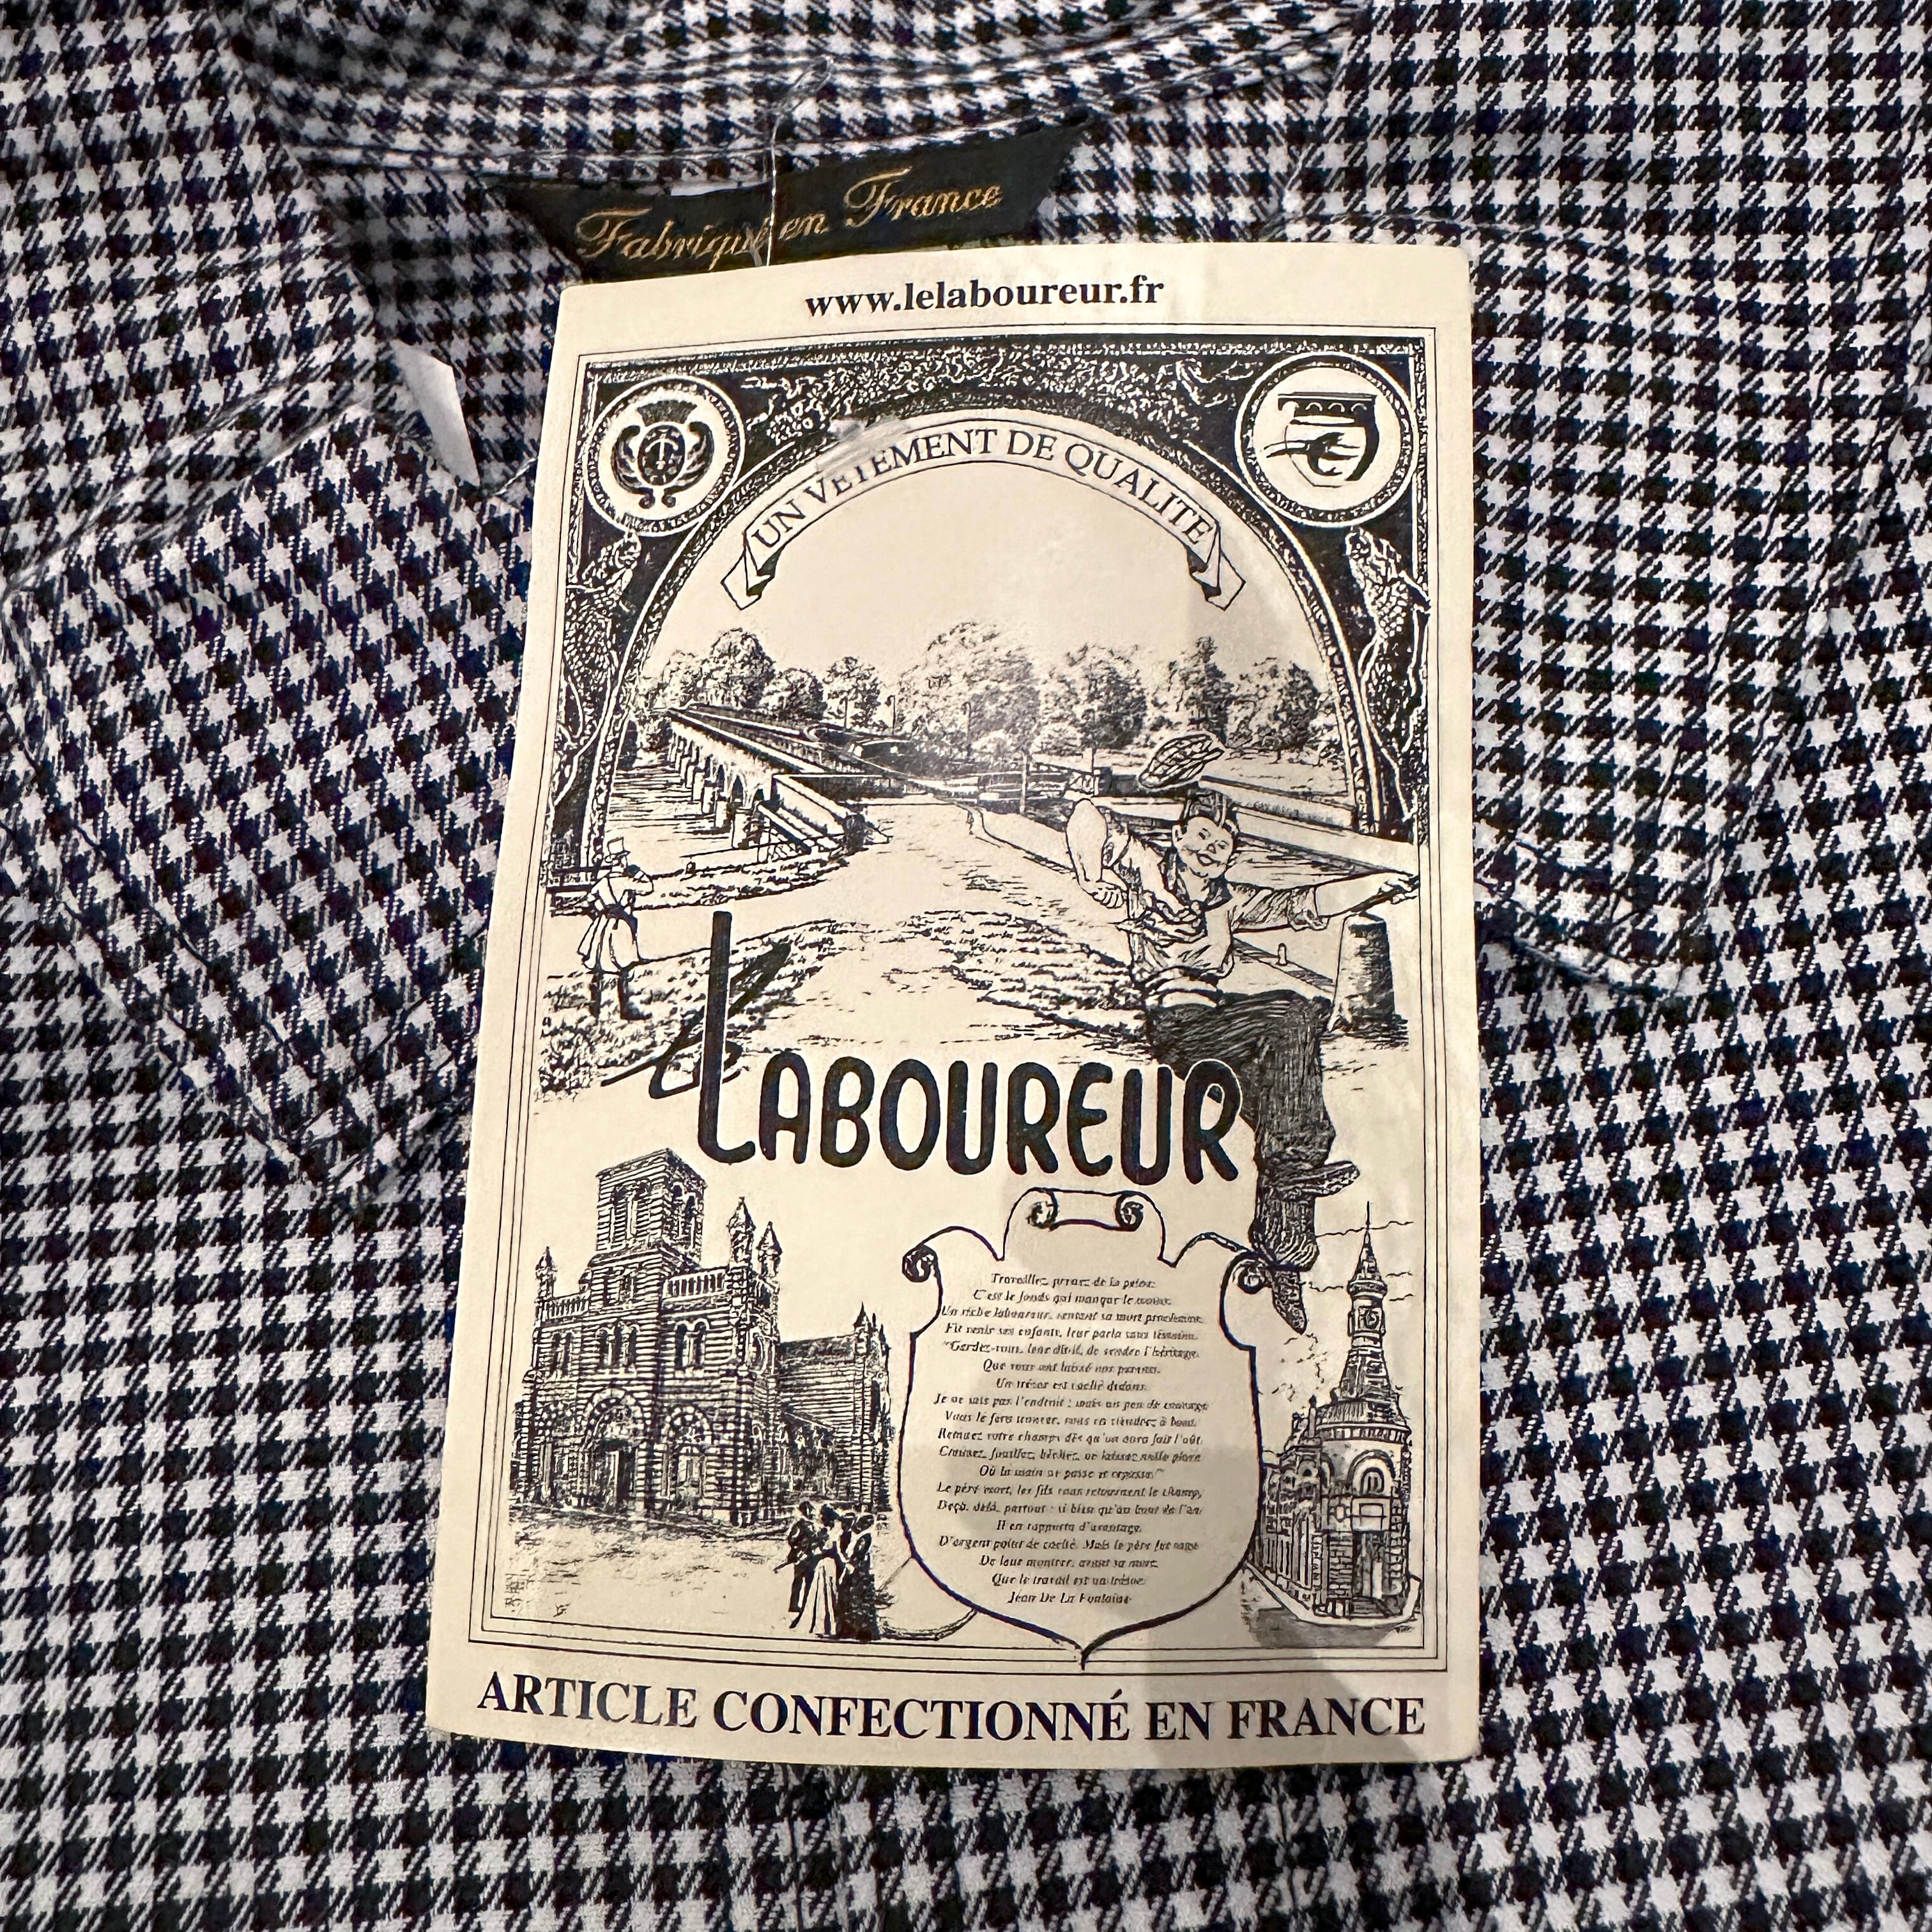 Fabriqué en France
www.lelaboureur.fr
UN VETEMENT DE QUALITE
Le LABOUREUR
Travaillez, prenez de la peine:
C'est le fonds qui manque le moins.
Un riche laboureur, sentant sa mort prochaine,
Fit venir ses enfants, leur parla sans témoins.
"Gardez-vous, leur dit-il, de vendre l'héritage,
Que nous ont laissé nos parents.
Un trésor est caché dedans.
Je ne sais pas l'endroit ; mais un peu de courage
Vous le fera trouver, vous en viendrez à bout.
Remuez votre champ dès qu'on aura fait l'oût,
Creusez, fouillez, bêchez, ne laissez nulle place
Où la main ne passe et repasse"
Le père mort, les fils vous retournent le champ,
Deçà, delà, partout : si bien qu'au bout de l'an
Il en rapporta d'avantage.
D'argent point de caché. Mais le père fut sage
De leur montrer, avant sa mort,
Que le travail est un trésor.
Jean De La Fontaine
ARTICLE CONFECTIONNÉ EN FRANCE